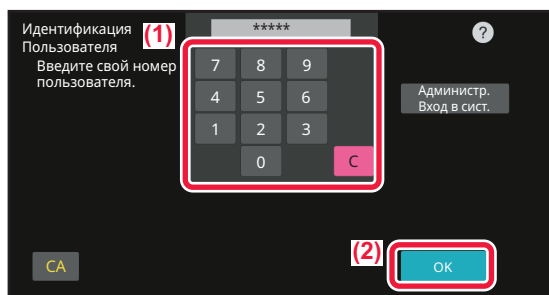 Идентификация
Пользователя
(1)
*****
?
Введите свой номер
пользователя.
7 8 9
4 5 6
1 2 3
0 C
Администр.
Вход в сист.
CA
(2)
OK